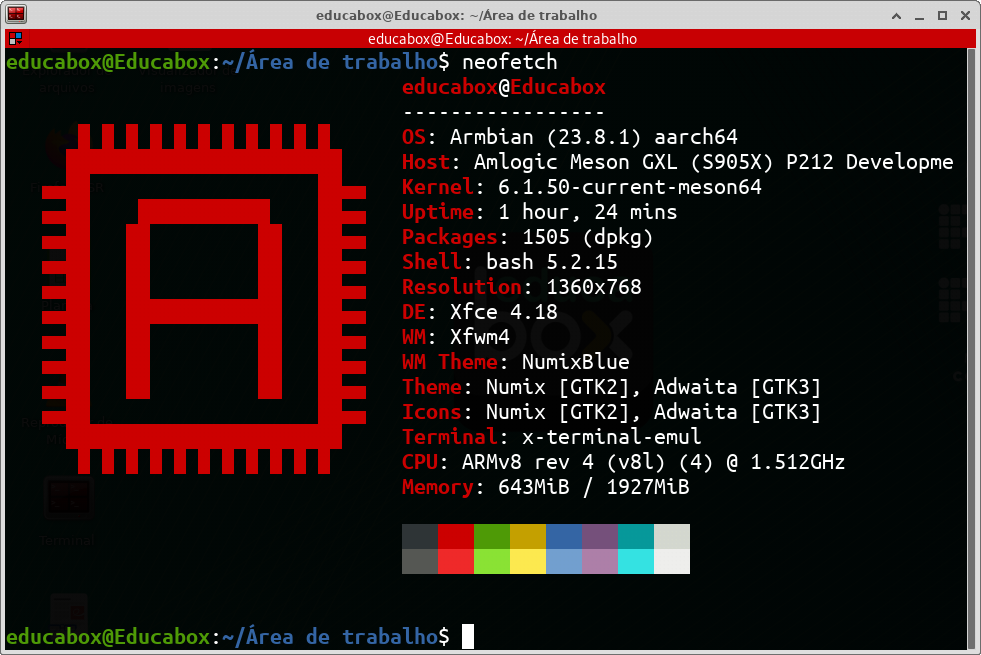 educabox@Educabox: ~/Área de trabalho
educabox@Educabox: ~/Área de trabalho
educabox@Educabox:~/Área de trabalho$ neofetch
educabox@Educabox
-----------------
OS: Armbian (23.8.1) aarch64
Host: Amlogic Meson GXL (S905X) P212 Developme
Kernel: 6.1.50-current-meson64
Uptime: 1 hour, 24 mins
Packages: 1505 (dpkg)
Shell: bash 5.2.15
Resolution: 1360x768
DE: Xfce 4.18
WM: Xfwm4
WM Theme: NumixBlue
Theme: Numix [GTK2], Adwaita [GTK3]
Icons: Numix [GTK2], Adwaita [GTK3]
Terminal: x-terminal-emul
CPU: ARMv8 rev 4 (v8l) (4) @ 1.512GHz
Memory: 643MiB / 1927MiB
Terminal
educabox@Educabox:~/Área de trabalho$